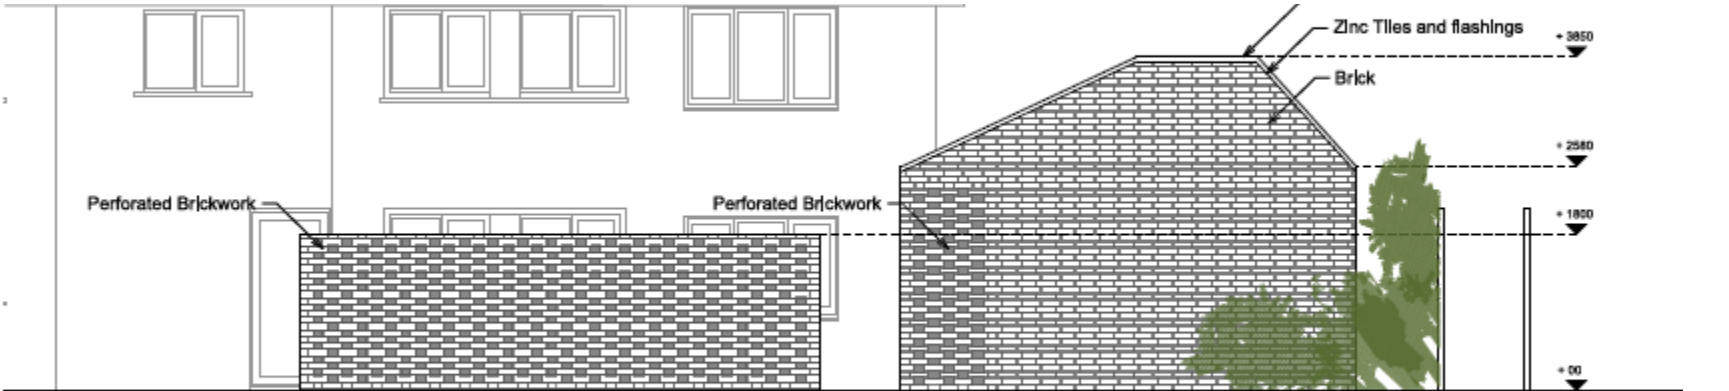 Zinc Tiles and flashings
+ 3850
Brick
+ 2580
Perforated Brickwork
Perforated Brickwork
+ 1800
+ 00